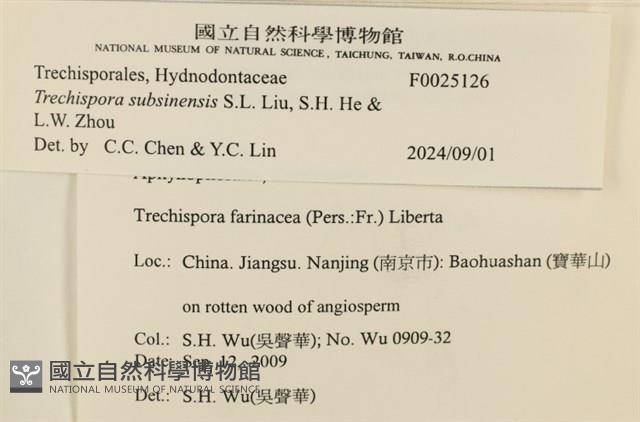 國立自然科學博物館
NATIONAL MUSEUM OF NATURAL SCIENCE, TAICHUNG, TAIWAN, R.O.CHINA
Trechisporales, Hydnodontaceae F0025126
Trechispora subsinensis S.L. Liu, S.H. He &
L.W. Zhou
Det. by C.C. Chen & Y.C. Lin 2024/09/01
Trechispora farinacea (Pers.:Fr.) Liberta
Loc.: China. Jiangsu. Nanjing (南京市): Baohuashan (寶華山)
on rotten wood of angiosperm
Col.: S.H. Wu(吳聲華); No. Wu 0909-32
Date: Sep. 12, 2009
Det.: S.H. Wu(吳聲華)
國立自然科學博物館
NATIONAL MUSEUM OF NATURAL SCIENCE